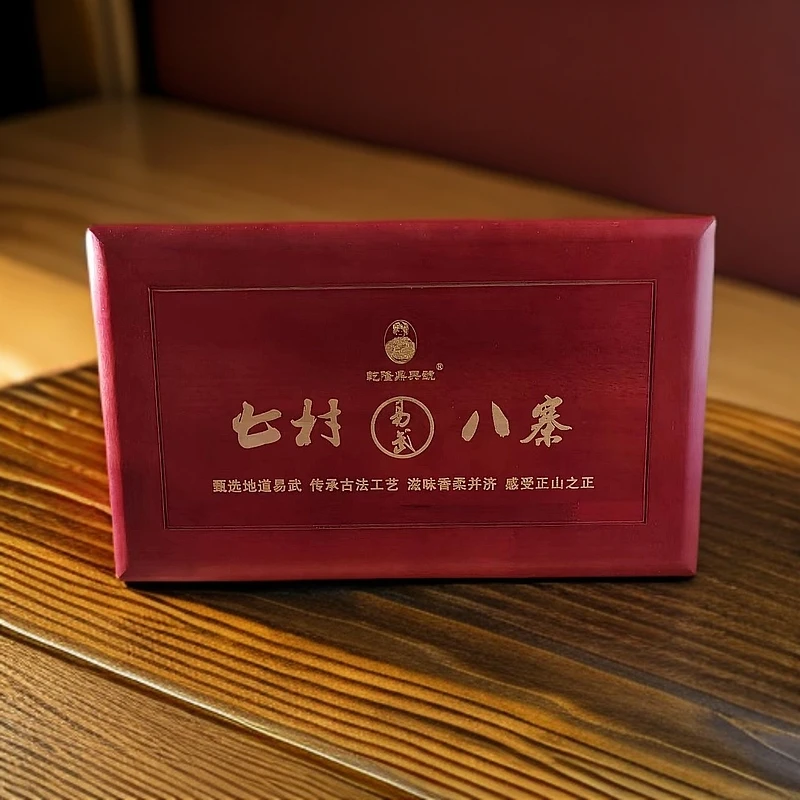 乾隆鼎興號®
七村 易武 八寨
甄选地道易武 传承古法工艺 滋味香柔并济 感受正山之正